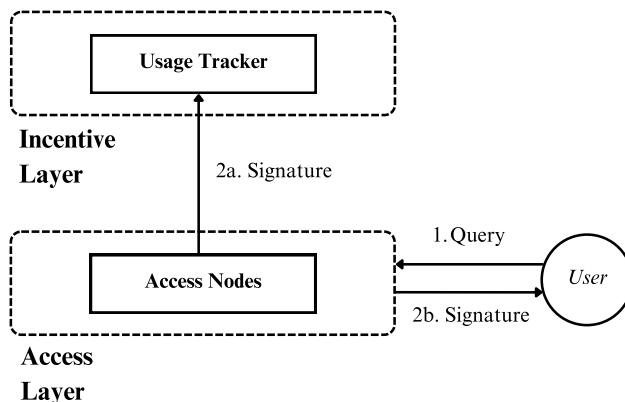 Usage Tracker
Incentive
Layer
2a. Signature
1. Query
Access Nodes
User
2b. Signature
Access
Layer